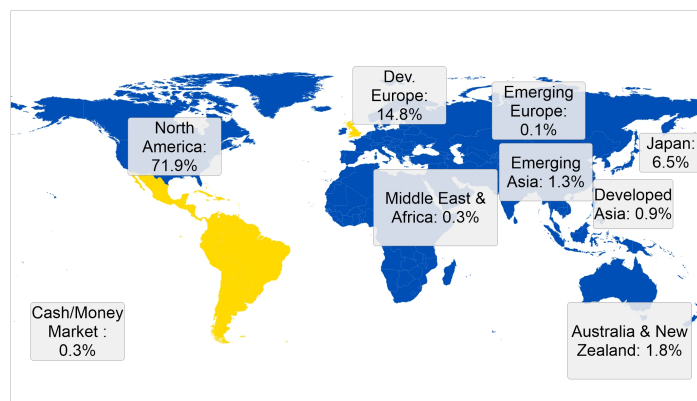 Dev.
Europe:
14.8%
Emerging
Europe:
0.1%
North
America:
71.9%
Japan:
6.5%
Emerging
Asia: 1.3%
Middle East &
Africa: 0.3%
Developed
Asia: 0.9%
Cash/Money
Market :
0.3%
Australia & New
Zealand: 1.8%